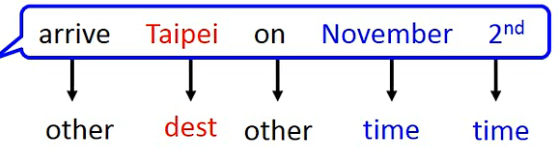 arrive Taipei on November 2nd
other dest other time time